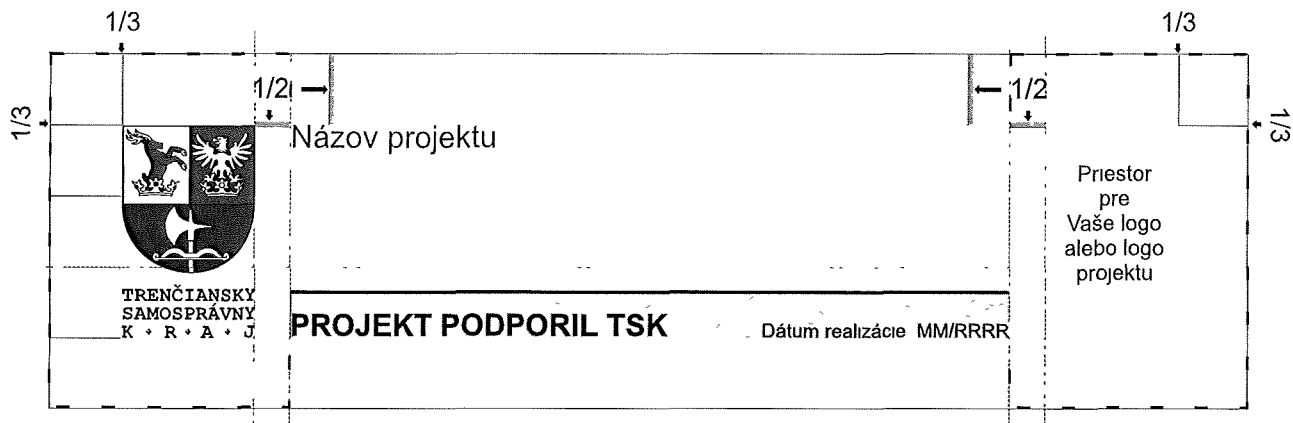 1/3
1/3
1/2
1/2
1/3
1/3
Názov projektu
Priestor
pre
Vaše logo
alebo logo
projektu
TRENČIANSKY
SAMOSPRÁVNY
K + R + A + J
PROJEKT PODPORIL TSK
Dátum realizácie MM/RRRR